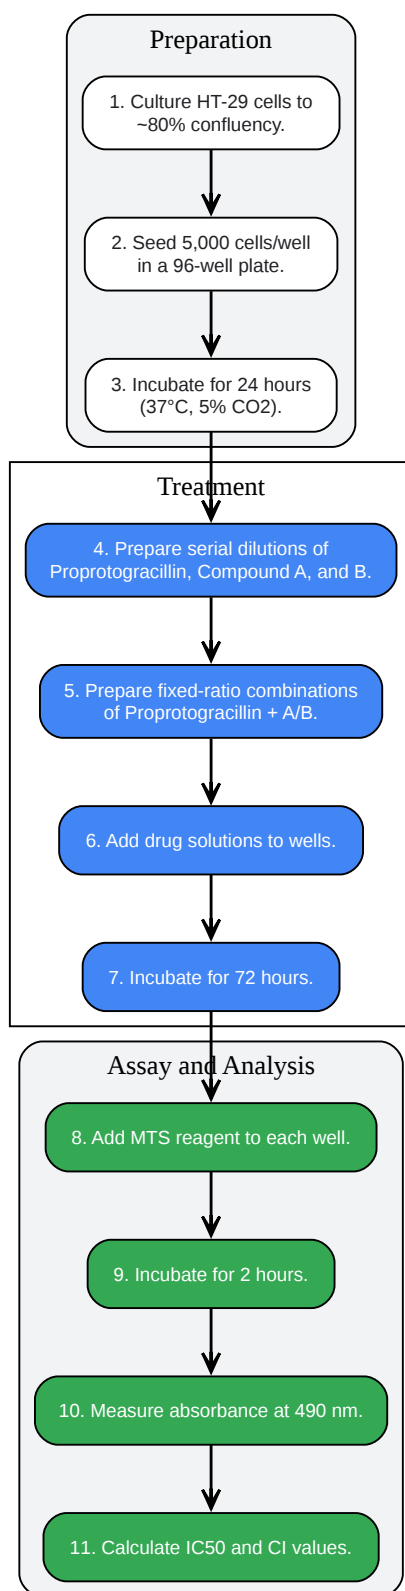 Preparation
1. Culture HT-29 cells to
~80% confluency.
2. Seed 5,000 cells/well
in a 96-well plate.
3. Incubate for 24 hours
(37°C, 5% CO2).
Treatment
4. Prepare serial dilutions of
Proprotogracillin, Compound A, and B.
5. Prepare fixed-ratio combinations
of Proprotogracillin + A/B.
6. Add drug solutions to wells.
7. Incubate for 72 hours.
Assay and Analysis
8. Add MTS reagent to each well.
9. Incubate for 2 hours.
10. Measure absorbance at 490 nm.
11. Calculate IC50 and CI values.